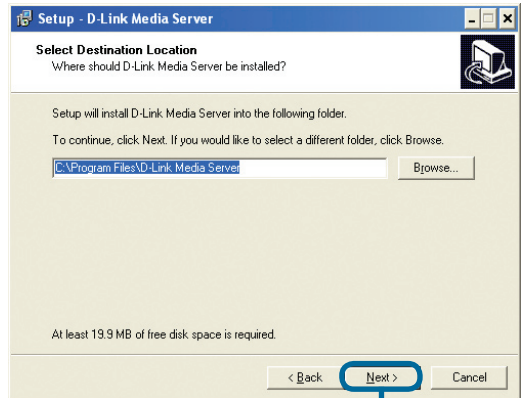 Setup - D-Link Media Server
Select Destination Location
Where should D-Link Media Server be installed?
Setup will install D-Link Media Server into the following folder.
To continue, click Next. If you would like to select a different folder, click Browse.
C:\Program Files\D-Link Media Server
Browse...
At least 19.9 MB of free disk space is required.
< Back
Next >
Cancel